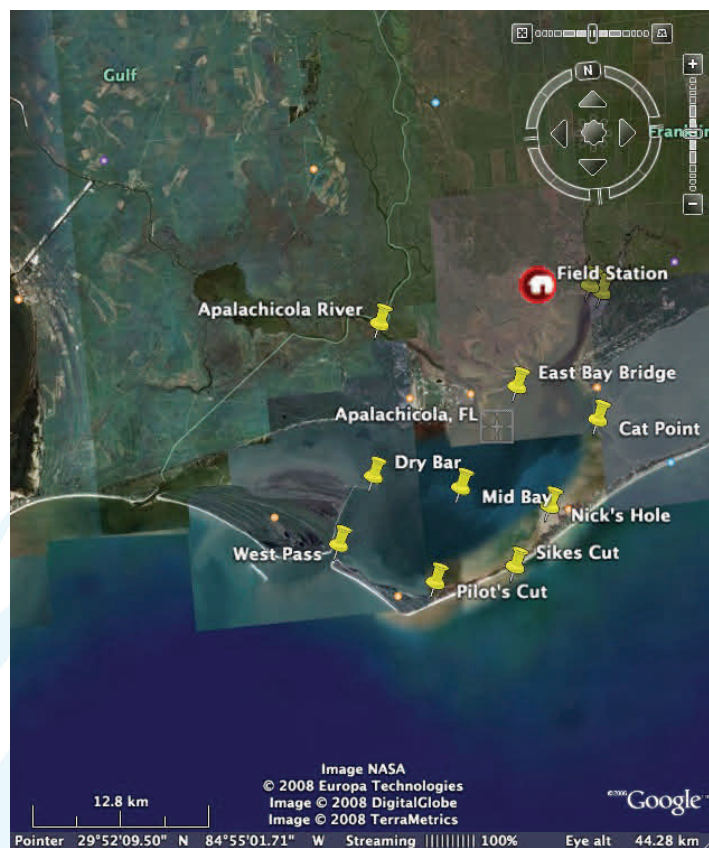 Gulf
N
Franklin
Field Station
Apalachicola River
East Bay Bridge
Apalachicola, FL
Cat Point
Dry Bar
Mid Bay
Nick's Hole
West Pass
Sikes Cut
Pilot's Cut
Image NASA
© 2008 Europa Technologies
Image © 2008 DigitalGlobe
Image © 2008 TerraMetrics
12.8 km
Google
Pointer 29°52'09.50" N 84°55'01.71" W Streaming 100% Eye alt 44.28 km